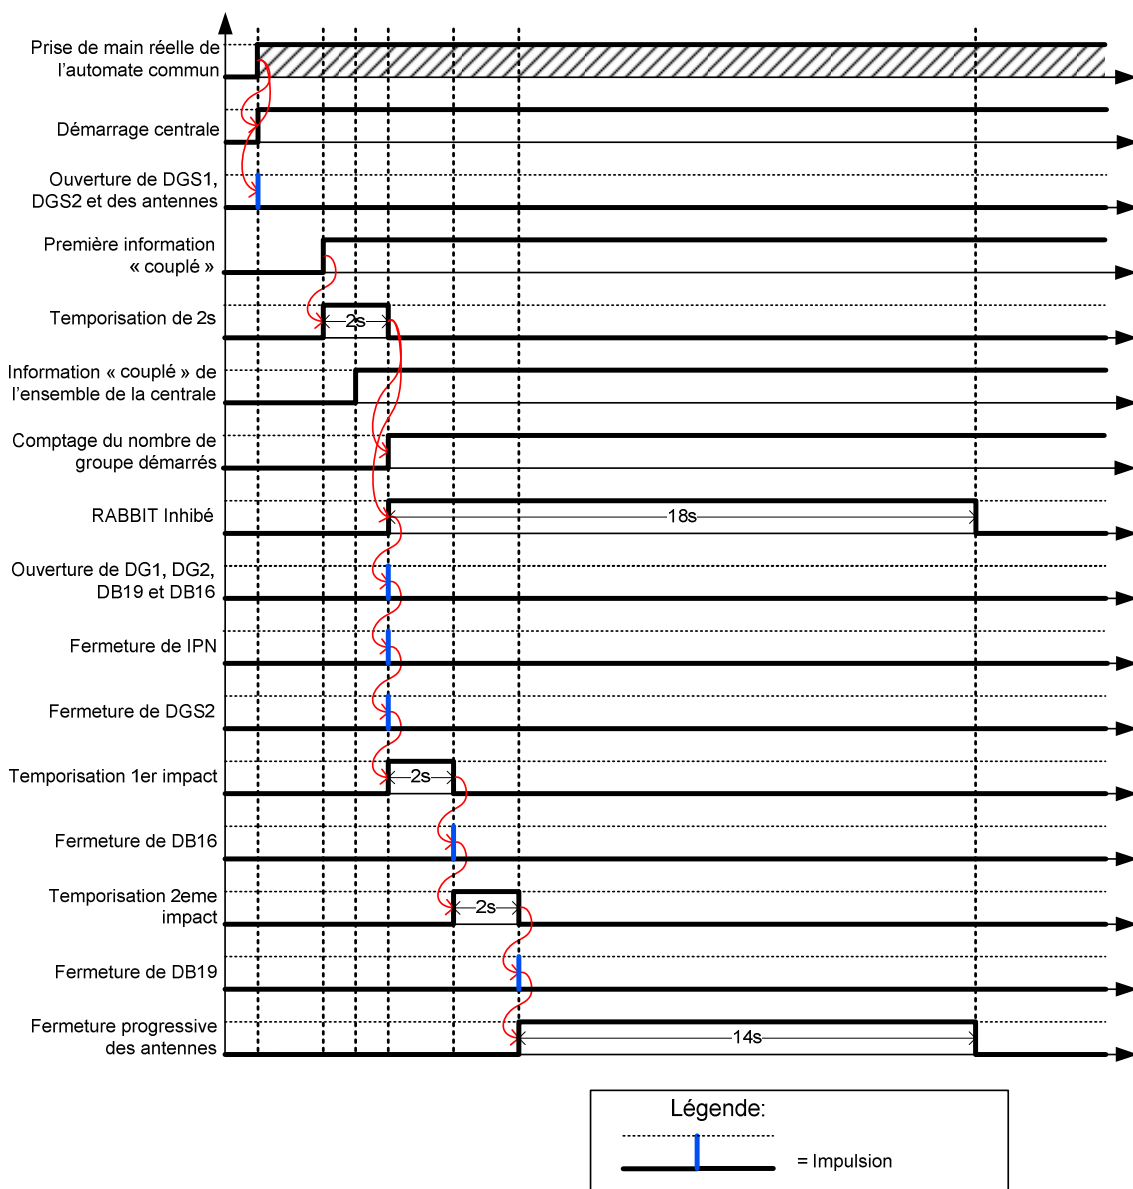 Prise de main réelle de
l'automate commun
Démarrage centrale
Ouverture de DGS1,
DGS2 et des antennes
Première information
« couplé »
Temporisation de 2s
2s
Information « couplé » de
l'ensemble de la centrale
Comptage du nombre de
groupe démarrés
RABBIT Inhibé
18s
Ouverture de DG1, DG2,
DB19 et DB16
Fermeture de IPN
Fermeture de DGS2
Temporisation 1er impact
2s
Fermeture de DB16
Temporisation 2eme
impact
2s
Fermeture de DB19
Fermeture progressive
des antennes
14s
Légende:
= Impulsion